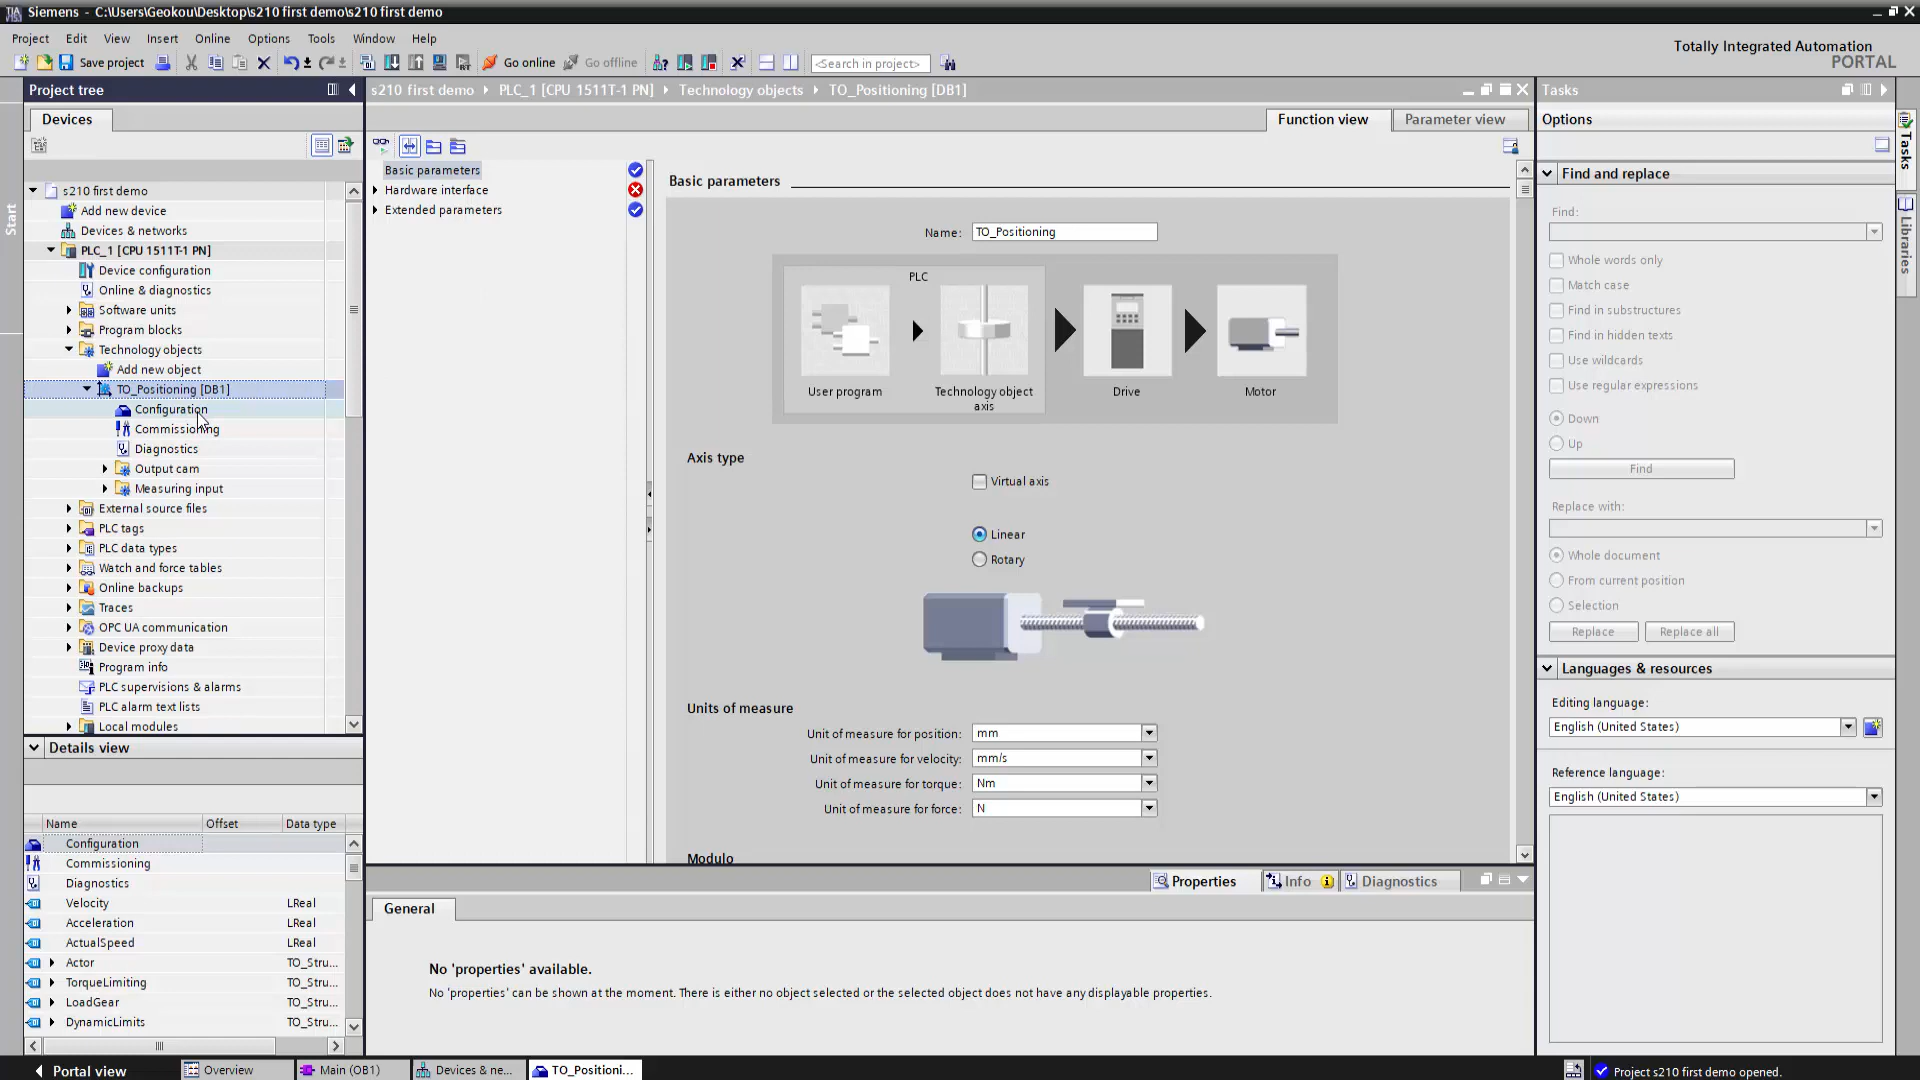 Siemens - C:\Users\Geokou\Desktop\s210 first demo\s210 first demo
Project Edit View Insert Online Options Tools Window Help
Totally Integrated Automation
PORTAL
Save project
Go online
Go offline
<Search in project>
Project tree
s210 first demo
PLC_1 [CPU 1511T-1 PN]
Technology objects
TO_Positioning [DB1]
Tasks
Devices
Function view
Parameter view
Options
Start
Tasks
Libraries
s210 first demo
Add new device
Devices & networks
PLC_1 [CPU 1511T-1 PN]
Device configuration
Online & diagnostics
Software units
Program blocks
Technology objects
Add new object
TO_Positioning [DB1]
Configuration
Commissioning
Diagnostics
Output cam
Measuring input
External source files
PLC tags
PLC data types
Watch and force tables
Online backups
Traces
OPC UA communication
Device proxy data
Program info
PLC supervisions & alarms
PLC alarm text lists
Local modules
Details view
Name Offset Data type
Configuration
Commissioning
Diagnostics
Velocity LReal
Acceleration LReal
ActualSpeed LReal
Actor TO_Stru...
TorqueLimiting TO_Stru...
LoadGear TO_Stru...
DynamicLimits TO_Stru...
Basic parameters
Hardware interface
Extended parameters
Basic parameters
Name: TO_Positioning
PLC
User program
Technology object
axis
Drive
Motor
Axis type
Virtual axis
Linear
Rotary
Units of measure
Unit of measure for position: mm
Unit of measure for velocity: mm/s
Unit of measure for torque: Nm
Unit of measure for force: N
Modulo
Properties
Info
Diagnostics
General
No 'properties' available.
No 'properties' can be shown at the moment. There is either no object selected or the selected object does not have any displayable properties.
Find and replace
Find:
Whole words only
Match case
Find in substructures
Find in hidden texts
Use wildcards
Use regular expressions
Down
Up
Find
Replace with:
Whole document
From current position
Selection
Replace
Replace all
Languages & resources
Editing language:
English (United States)
Reference language:
English (United States)
Portal view
Overview
Main (OB1)
Devices & ne...
TO_Positioni...
Project s210 first demo opened.